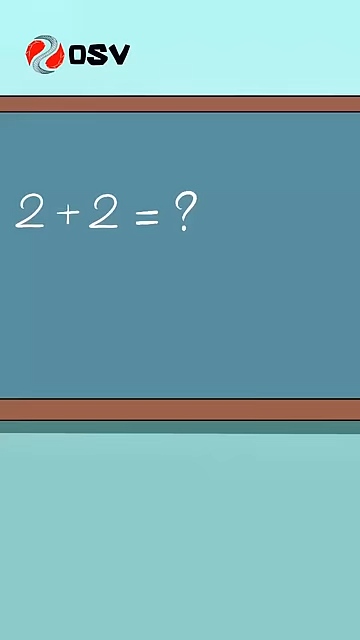 OSV
2 + 2 = ?